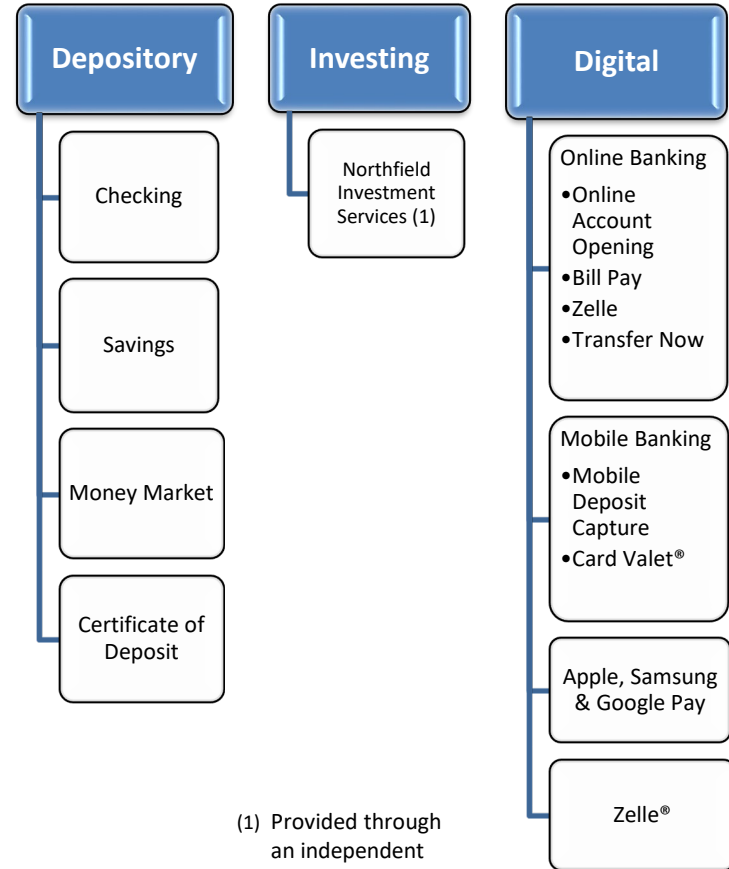 Depository
Checking
Savings
Money Market
Certificate of
Deposit
Investing
Northfield
Investment
Services (1)
(1) Provided through
an independent
Digital
Online Banking
•Online
Account
Opening
•Bill Pay
•Zelle
•Transfer Now
Mobile Banking
•Mobile
Deposit
Capture
•Card Valet®
Apple, Samsung
& Google Pay
Zelle®